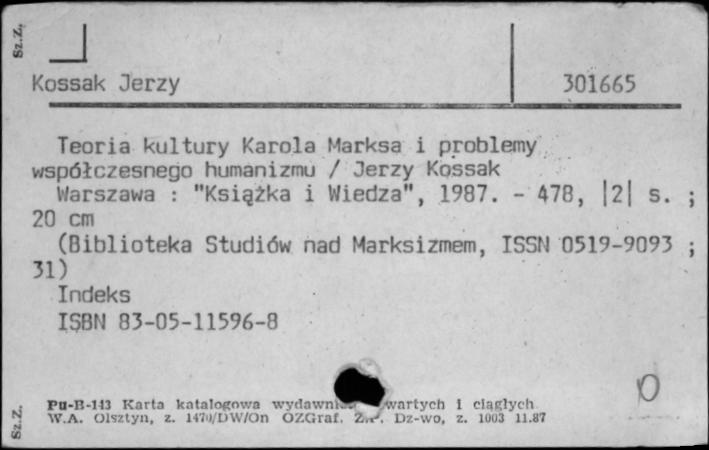 Sz.Z.
Kossak Jerzy 301665
Teoria kultury Karola Marksa i problemy
współczesnego humanizmu / Jerzy Kossak
Warszawa : "Książka i Wiedza", 1987. - 478, |2| s. ;
20 cm
(Biblioteka Studiów nad Marksizmem, ISSN 0519-9093 ;
31)
Indeks
ISBN 83-05-11596-8
Pu-B-143 Karta katalogowa wartych i ciągłych
W.A. Olsztyn, z. 1470/DW/On OZGraf. Dz-wo, z. 1003 11.87
Sz.Z.